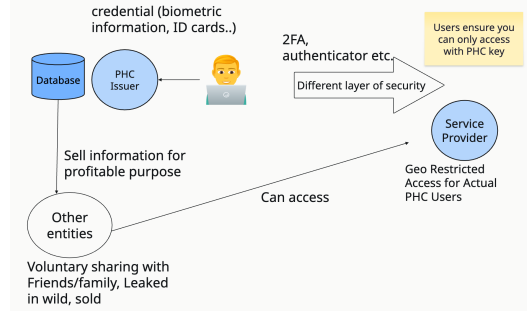 credential (biometric
information, ID cards..)
2FA,
authenticator etc.
Users ensure you
can only access
with PHC key
Database
PHC
Issuer
Different layer of security
Service
Provider
Sell information for
profitable purpose
Geo Restricted
Access for Actual
PHC Users
Can access
Other
entities
Voluntary sharing with
Friends/family, Leaked
in wild, sold